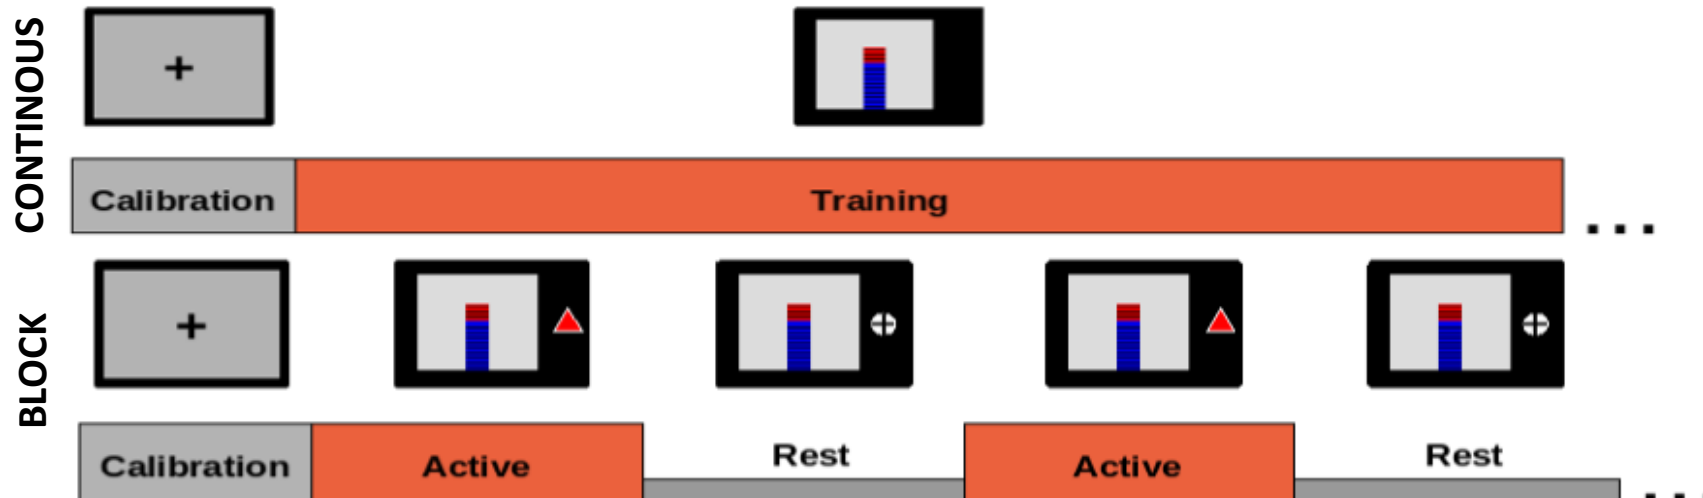 CONTINOUS
Calibration
Training
...
BLOCK
Calibration
Active
Rest
Active
Rest
...